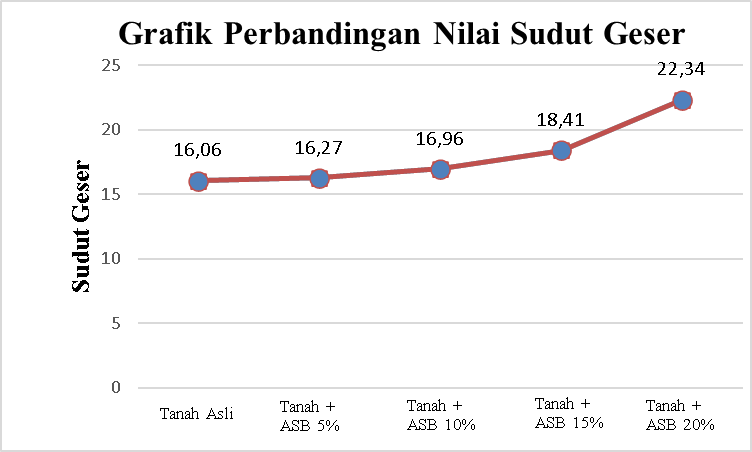 Grafik Perbandingan Nilai Sudut Geser
Sudut Geser
25
20
15
10
5
0
16,06
16,27
16,96
18,41
22,34
Tanah Asli
Tanah +
ASB 5%
Tanah +
ASB 10%
Tanah +
ASB 15%
Tanah +
ASB 20%